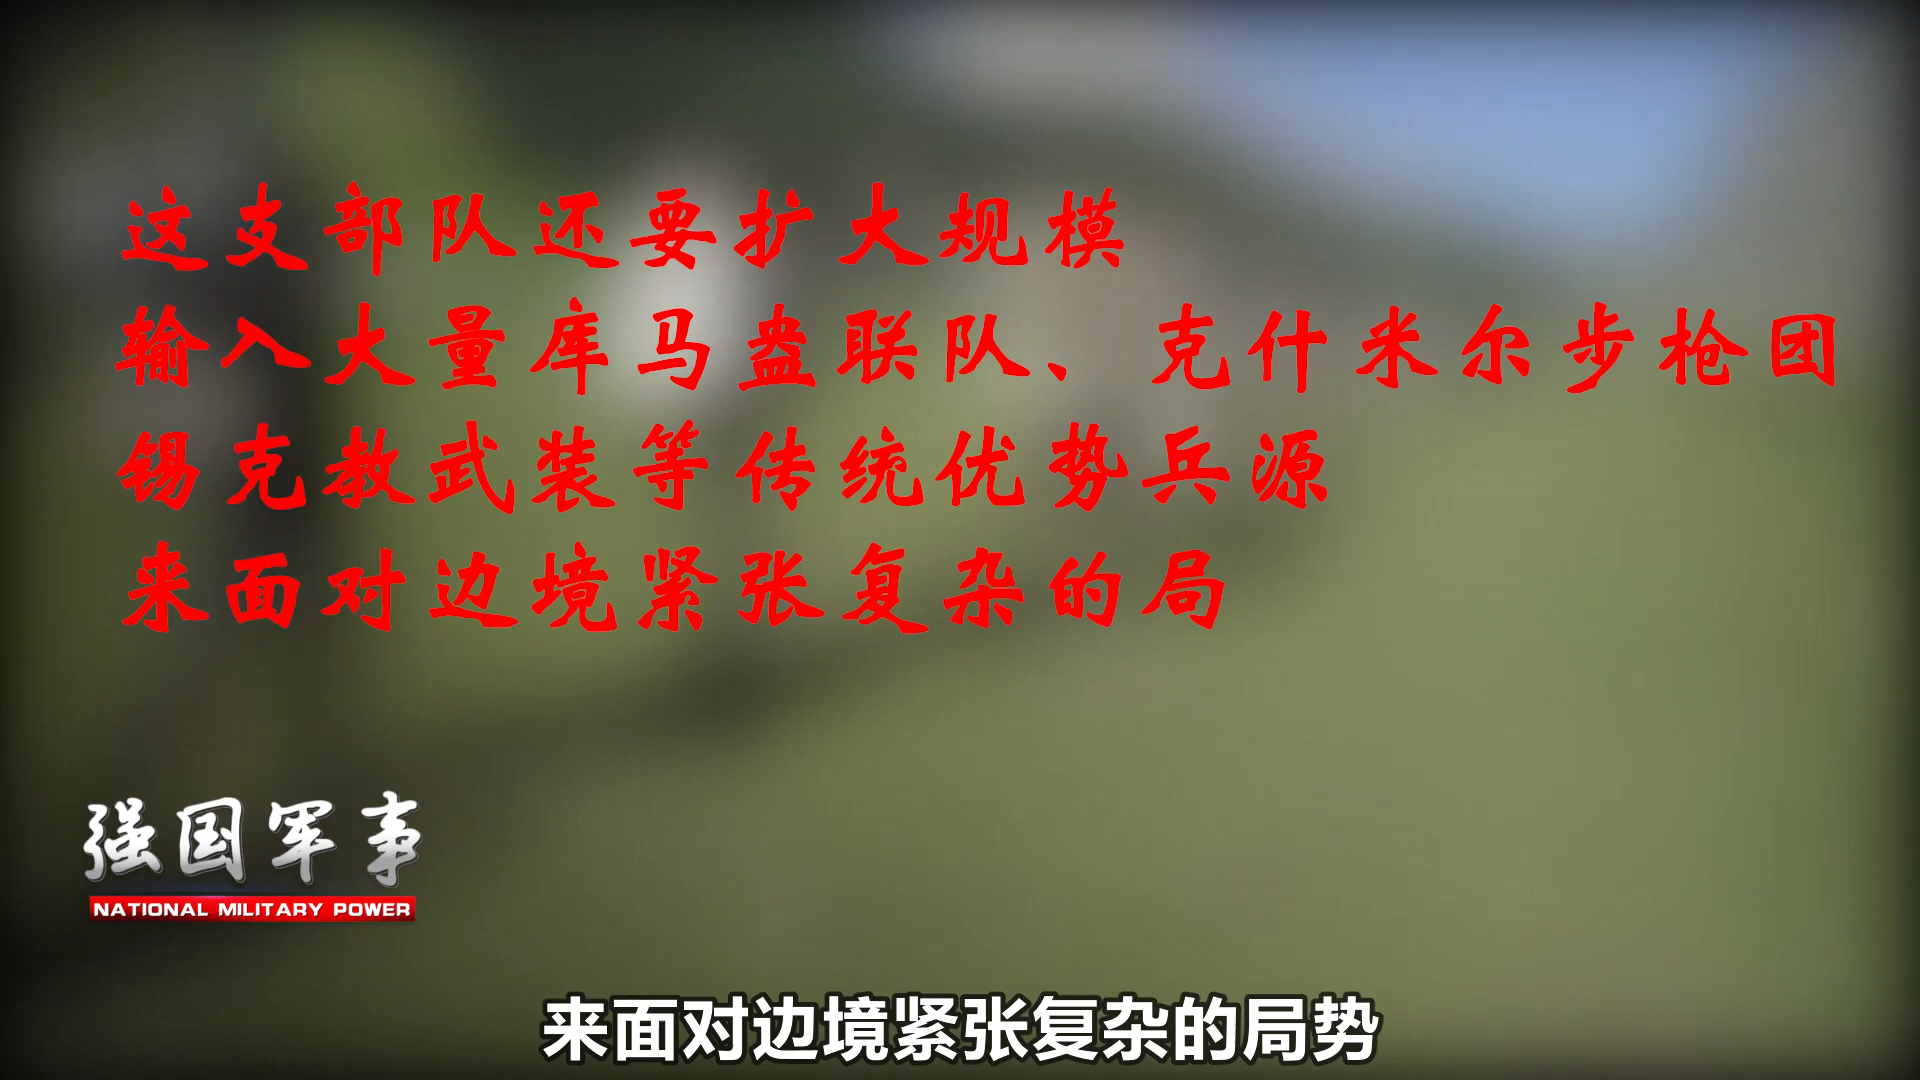 这支部队还要扩大规模
输入大量库马盎联队、克什米尔步枪团
锡克教武装等传统优势兵源
来面对边境紧张复杂的局
强国军事
NATIONAL MILITARY POWER
来面对边境紧张复杂的局势